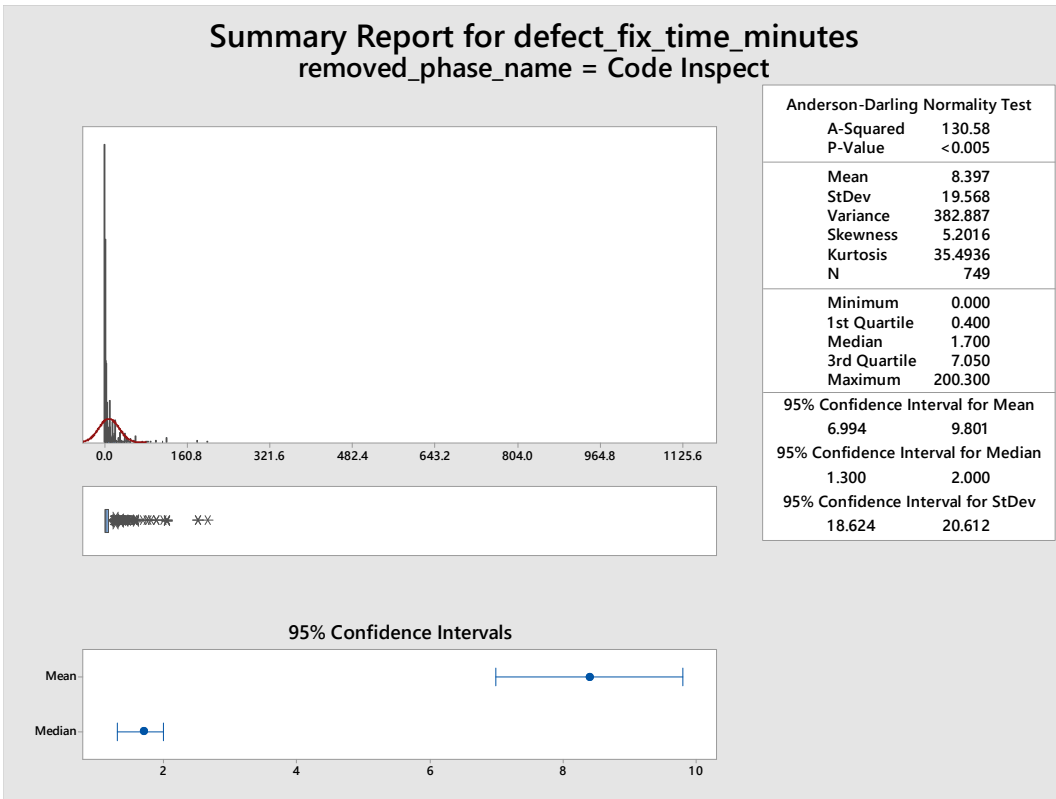 Summary Report for defect_fix_time_minutes
removed_phase_name = Code Inspect
Anderson-Darling Normality Test
A-Squared 130.58
P-Value <0.005
Mean 8.397
StDev 19.568
Variance 382.887
Skewness 5.2016
Kurtosis 35.4936
N 749
Minimum 0.000
1st Quartile 0.400
Median 1.700
3rd Quartile 7.050
Maximum 200.300
95% Confidence Interval for Mean
6.994 9.801
95% Confidence Interval for Median
1.300 2.000
95% Confidence Interval for StDev
18.624 20.612
0.0 160.8 321.6 482.4 643.2 804.0 964.8 1125.6
95% Confidence Intervals
Mean
Median
2 4 6 8 10